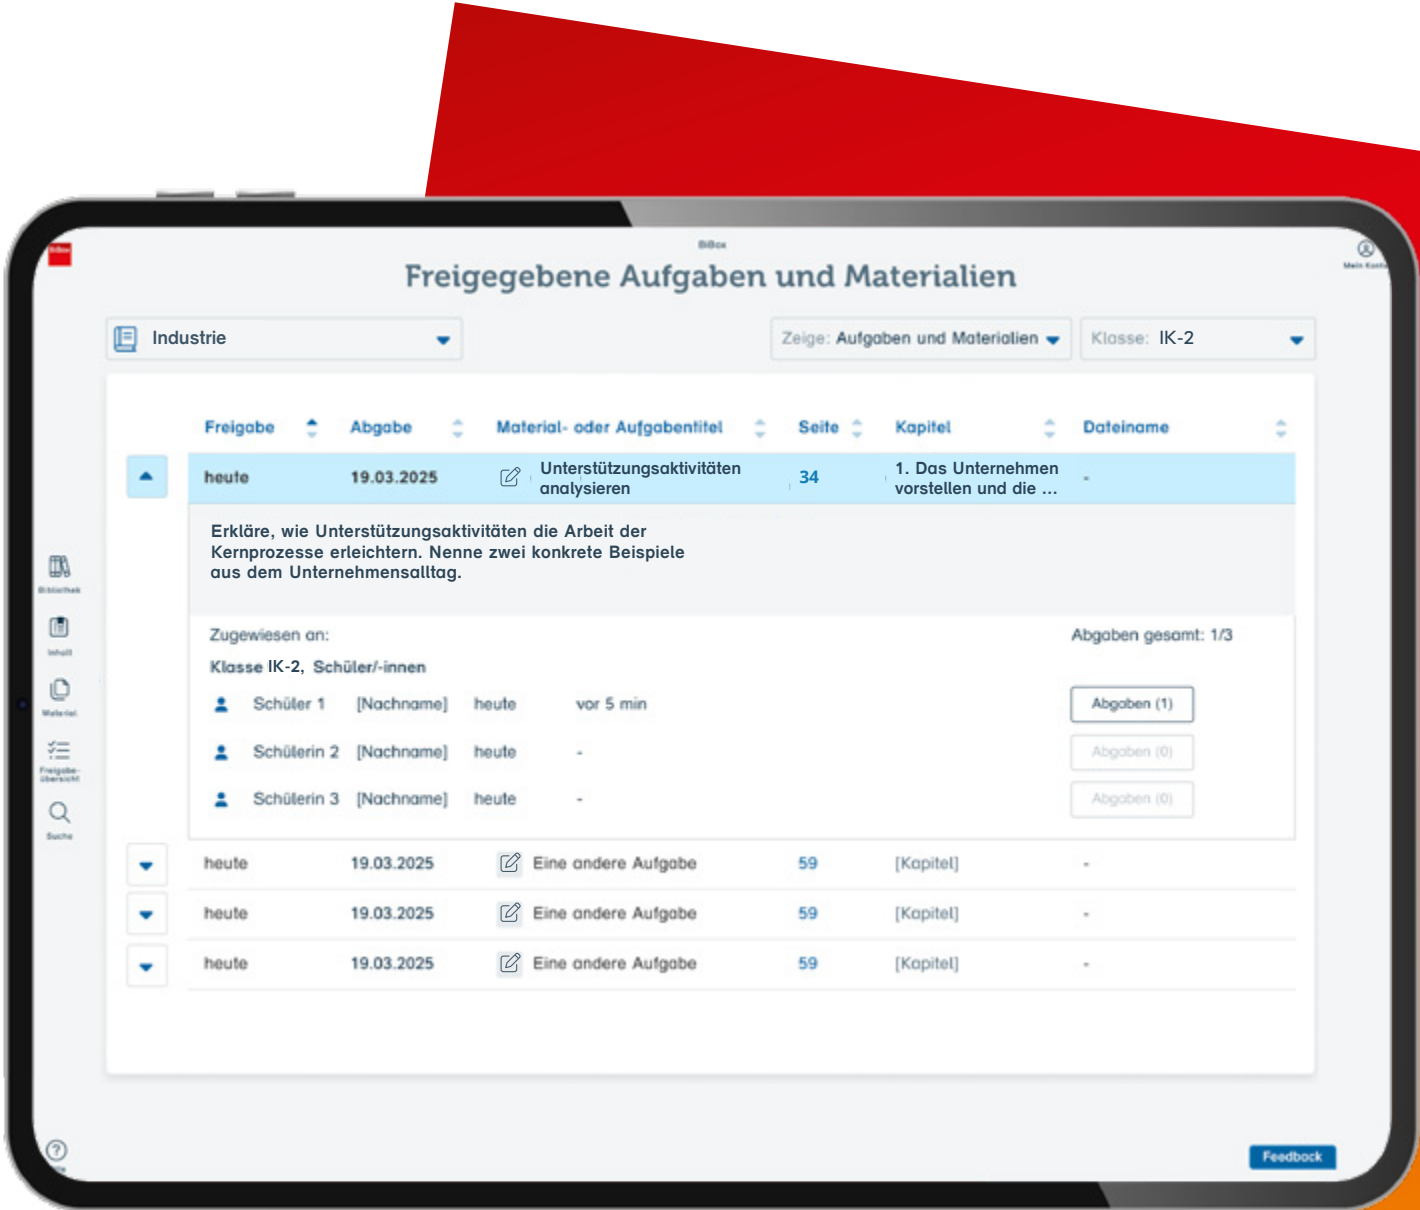 BiBox
BiBox
Mein Konto
Freigegebene Aufgaben und Materialien
Industrie
Zeige: Aufgaben und Materialien
Klasse: IK-2
Freigabe Abgabe Material- oder Aufgabentitel Seite Kapitel Dateiname
heute 19.03.2025 Unterstützungsaktivitäten 34 1. Das Unternehmen -
analysieren vorstellen und die ...
Erkläre, wie Unterstützungsaktivitäten die Arbeit der
Kernprozesse erleichtern. Nenne zwei konkrete Beispiele
aus dem Unternehmensalltag.
Bibliothek
Inhalt
Material
Freigabe-
übersicht
Suche
Zugewiesen an: Abgaben gesamt: 1/3
Klasse IK-2, Schüler/-innen
Schüler 1 [Nachname] heute vor 5 min Abgaben (1)
Schülerin 2 [Nachname] heute - Abgaben (0)
Schülerin 3 [Nachname] heute - Abgaben (0)
heute 19.03.2025 Eine andere Aufgabe 59 [Kapitel] -
heute 19.03.2025 Eine andere Aufgabe 59 [Kapitel] -
heute 19.03.2025 Eine andere Aufgabe 59 [Kapitel] -
?
Feedback